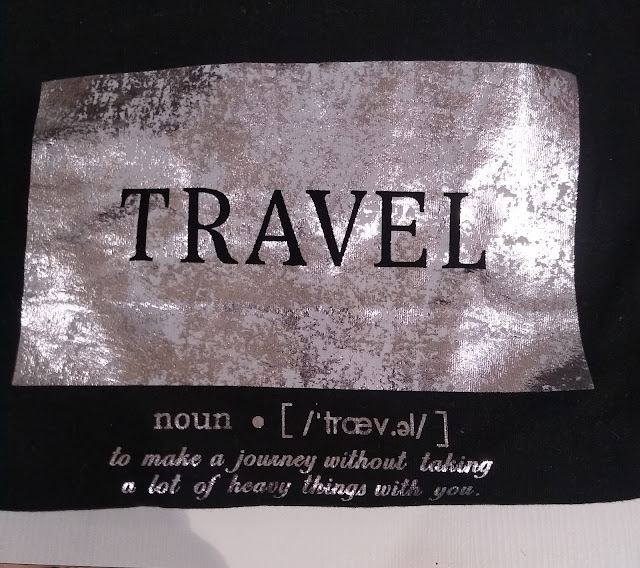 TRAVEL
noun • [ /ˈtræv.əl/ ]
to make a journey without taking
a lot of heavy things with you.